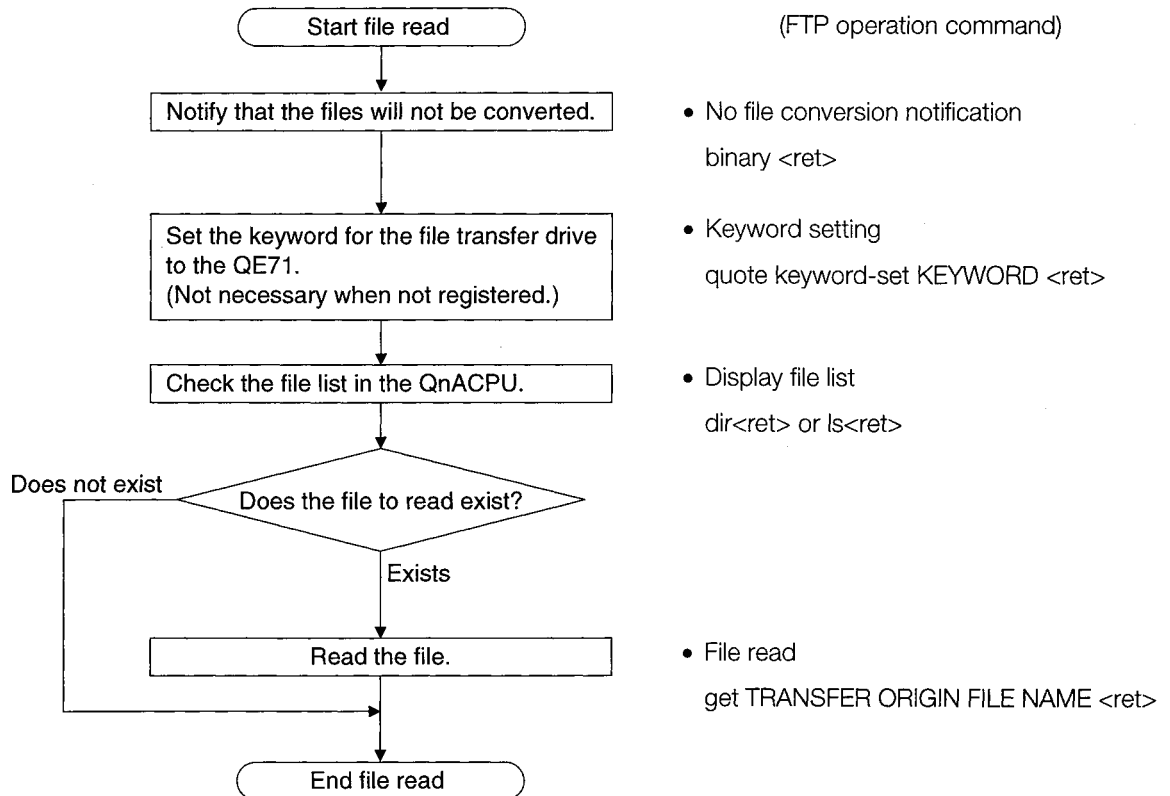 Start file read
(FTP operation command)
Notify that the files will not be converted.
• No file conversion notification
binary <ret>
Set the keyword for the file transfer drive
to the QE71.
(Not necessary when not registered.)
• Keyword setting
quote keyword-set KEYWORD <ret>
Check the file list in the QnACPU.
• Display file list
dir<ret> or ls<ret>
Does not exist
Does the file to read exist?
Exists
Read the file.
• File read
get TRANSFER ORIGIN FILE NAME <ret>
End file read